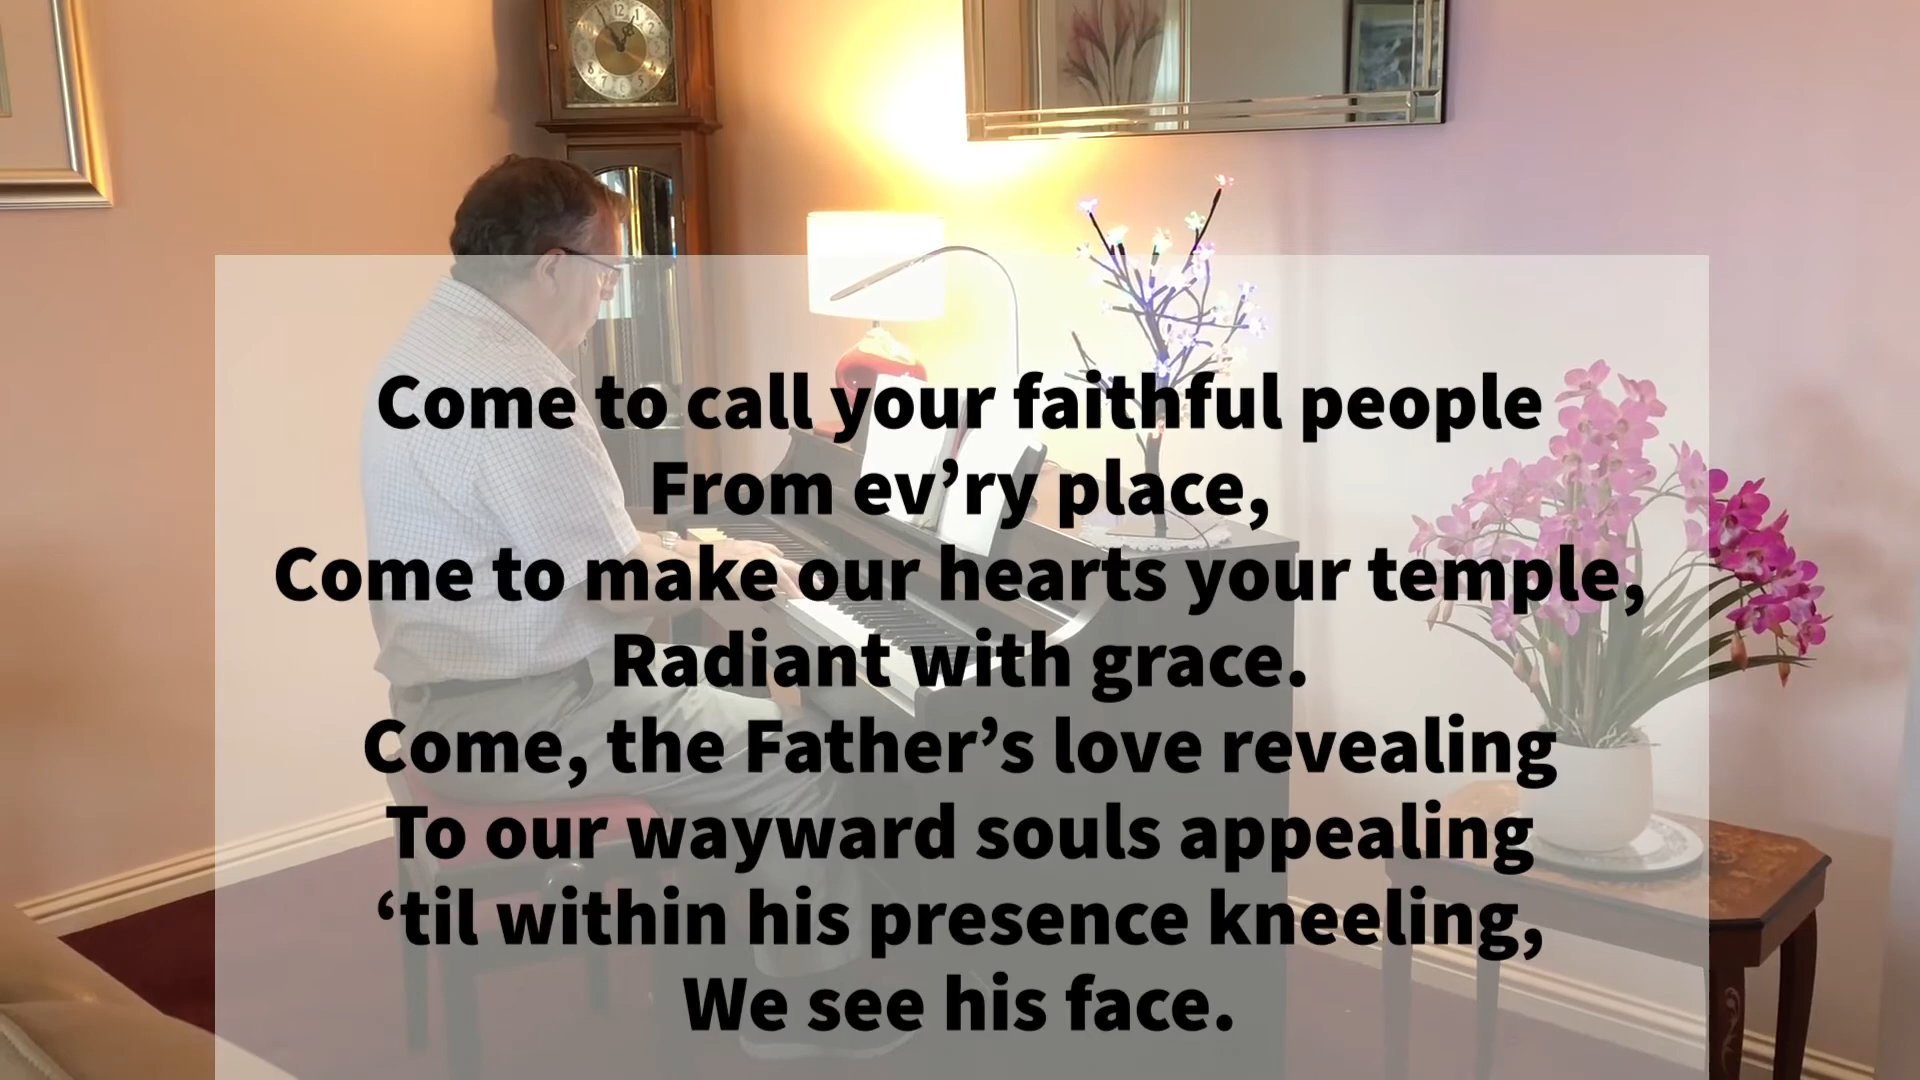 Come to call your faithful people
From ev’ry place,
Come to make our hearts your temple,
Radiant with grace.
Come, the Father’s love revealing
To our wayward souls appealing
‘til within his presence kneeling,
We see his face.